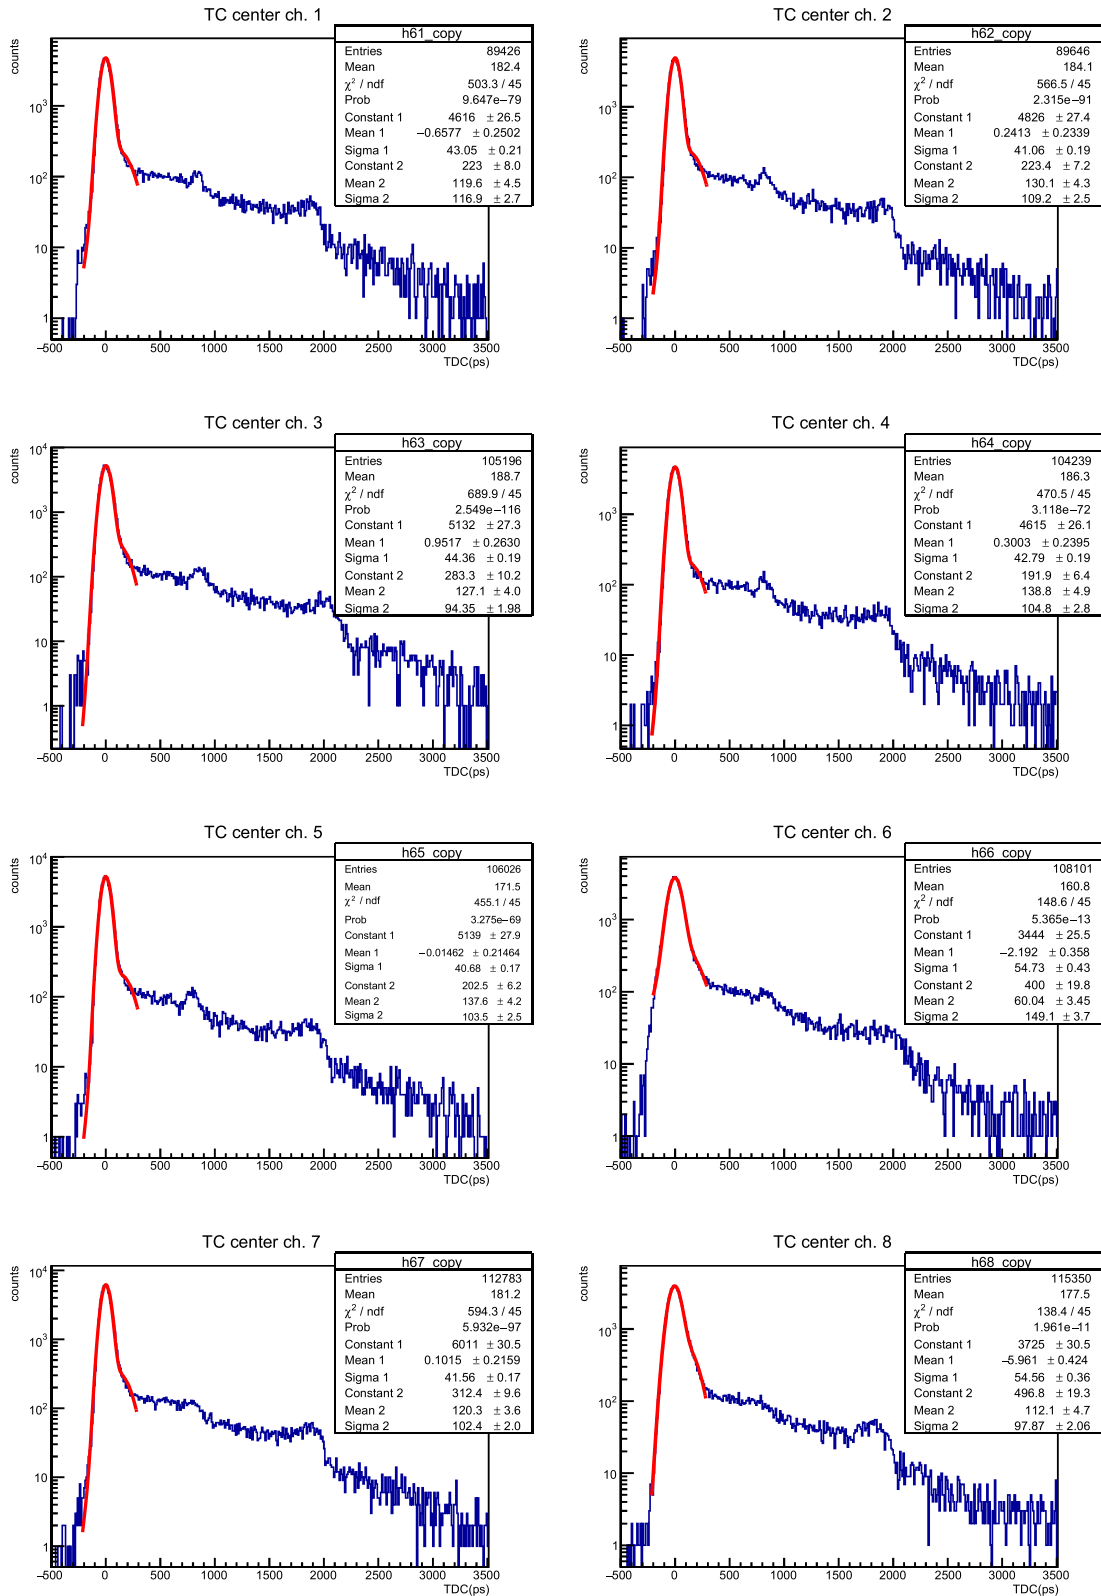 TC center ch. 1
h61_copy
Entries 89426
Mean 182.4
χ² / ndf 503.3 / 45
Prob 9.647e−79
Constant 1 4616 ± 26.5
Mean 1 −0.6577 ± 0.2502
Sigma 1 43.05 ± 0.21
Constant 2 223 ± 8.0
Mean 2 119.6 ± 4.5
Sigma 2 116.9 ± 2.7
counts
10³
10²
10
1
−500 0 500 1000 1500 2000 2500 3000 3500
TDC(ps)
TC center ch. 2
h62_copy
Entries 89646
Mean 184.1
χ² / ndf 566.5 / 45
Prob 2.315e−91
Constant 1 4826 ± 27.4
Mean 1 0.2413 ± 0.2339
Sigma 1 41.06 ± 0.19
Constant 2 223.4 ± 7.2
Mean 2 130.1 ± 4.3
Sigma 2 109.2 ± 2.5
counts
10³
10²
10
1
−500 0 500 1000 1500 2000 2500 3000 3500
TDC(ps)
TC center ch. 3
h63_copy
Entries 105196
Mean 188.7
χ² / ndf 689.9 / 45
Prob 2.549e−116
Constant 1 5132 ± 27.3
Mean 1 0.9517 ± 0.2630
Sigma 1 44.36 ± 0.19
Constant 2 283.3 ± 10.2
Mean 2 127.1 ± 4.0
Sigma 2 94.35 ± 1.98
counts
10⁴
10³
10²
10
1
−500 0 500 1000 1500 2000 2500 3000 3500
TDC(ps)
TC center ch. 4
h64_copy
Entries 104239
Mean 186.3
χ² / ndf 470.5 / 45
Prob 3.118e−72
Constant 1 4615 ± 26.1
Mean 1 0.3003 ± 0.2395
Sigma 1 42.79 ± 0.19
Constant 2 191.9 ± 6.4
Mean 2 138.8 ± 4.9
Sigma 2 104.8 ± 2.8
counts
10³
10²
10
1
−500 0 500 1000 1500 2000 2500 3000 3500
TDC(ps)
TC center ch. 5
h65_copy
Entries 106026
Mean 171.5
χ² / ndf 455.1 / 45
Prob 3.275e−69
Constant 1 5139 ± 27.9
Mean 1 −0.01462 ± 0.21464
Sigma 1 40.68 ± 0.17
Constant 2 202.5 ± 6.2
Mean 2 137.6 ± 4.2
Sigma 2 103.5 ± 2.5
counts
10⁴
10³
10²
10
1
−500 0 500 1000 1500 2000 2500 3000 3500
TDC(ps)
TC center ch. 6
h66_copy
Entries 108101
Mean 160.8
χ² / ndf 148.6 / 45
Prob 5.365e−13
Constant 1 3444 ± 25.5
Mean 1 −2.192 ± 0.358
Sigma 1 54.73 ± 0.43
Constant 2 400 ± 19.8
Mean 2 60.04 ± 3.45
Sigma 2 149.1 ± 3.7
counts
10³
10²
10
1
−500 0 500 1000 1500 2000 2500 3000 3500
TDC(ps)
TC center ch. 7
h67_copy
Entries 112783
Mean 181.2
χ² / ndf 594.3 / 45
Prob 5.932e−97
Constant 1 6011 ± 30.5
Mean 1 0.1015 ± 0.2159
Sigma 1 41.56 ± 0.17
Constant 2 312.4 ± 9.6
Mean 2 120.3 ± 3.6
Sigma 2 102.4 ± 2.0
counts
10⁴
10³
10²
10
1
−500 0 500 1000 1500 2000 2500 3000 3500
TDC(ps)
TC center ch. 8
h68_copy
Entries 115350
Mean 177.5
χ² / ndf 138.4 / 45
Prob 1.961e−11
Constant 1 3725 ± 30.5
Mean 1 −5.961 ± 0.424
Sigma 1 54.56 ± 0.36
Constant 2 496.8 ± 19.3
Mean 2 112.1 ± 4.7
Sigma 2 97.87 ± 2.06
counts
10³
10²
10
1
−500 0 500 1000 1500 2000 2500 3000 3500
TDC(ps)